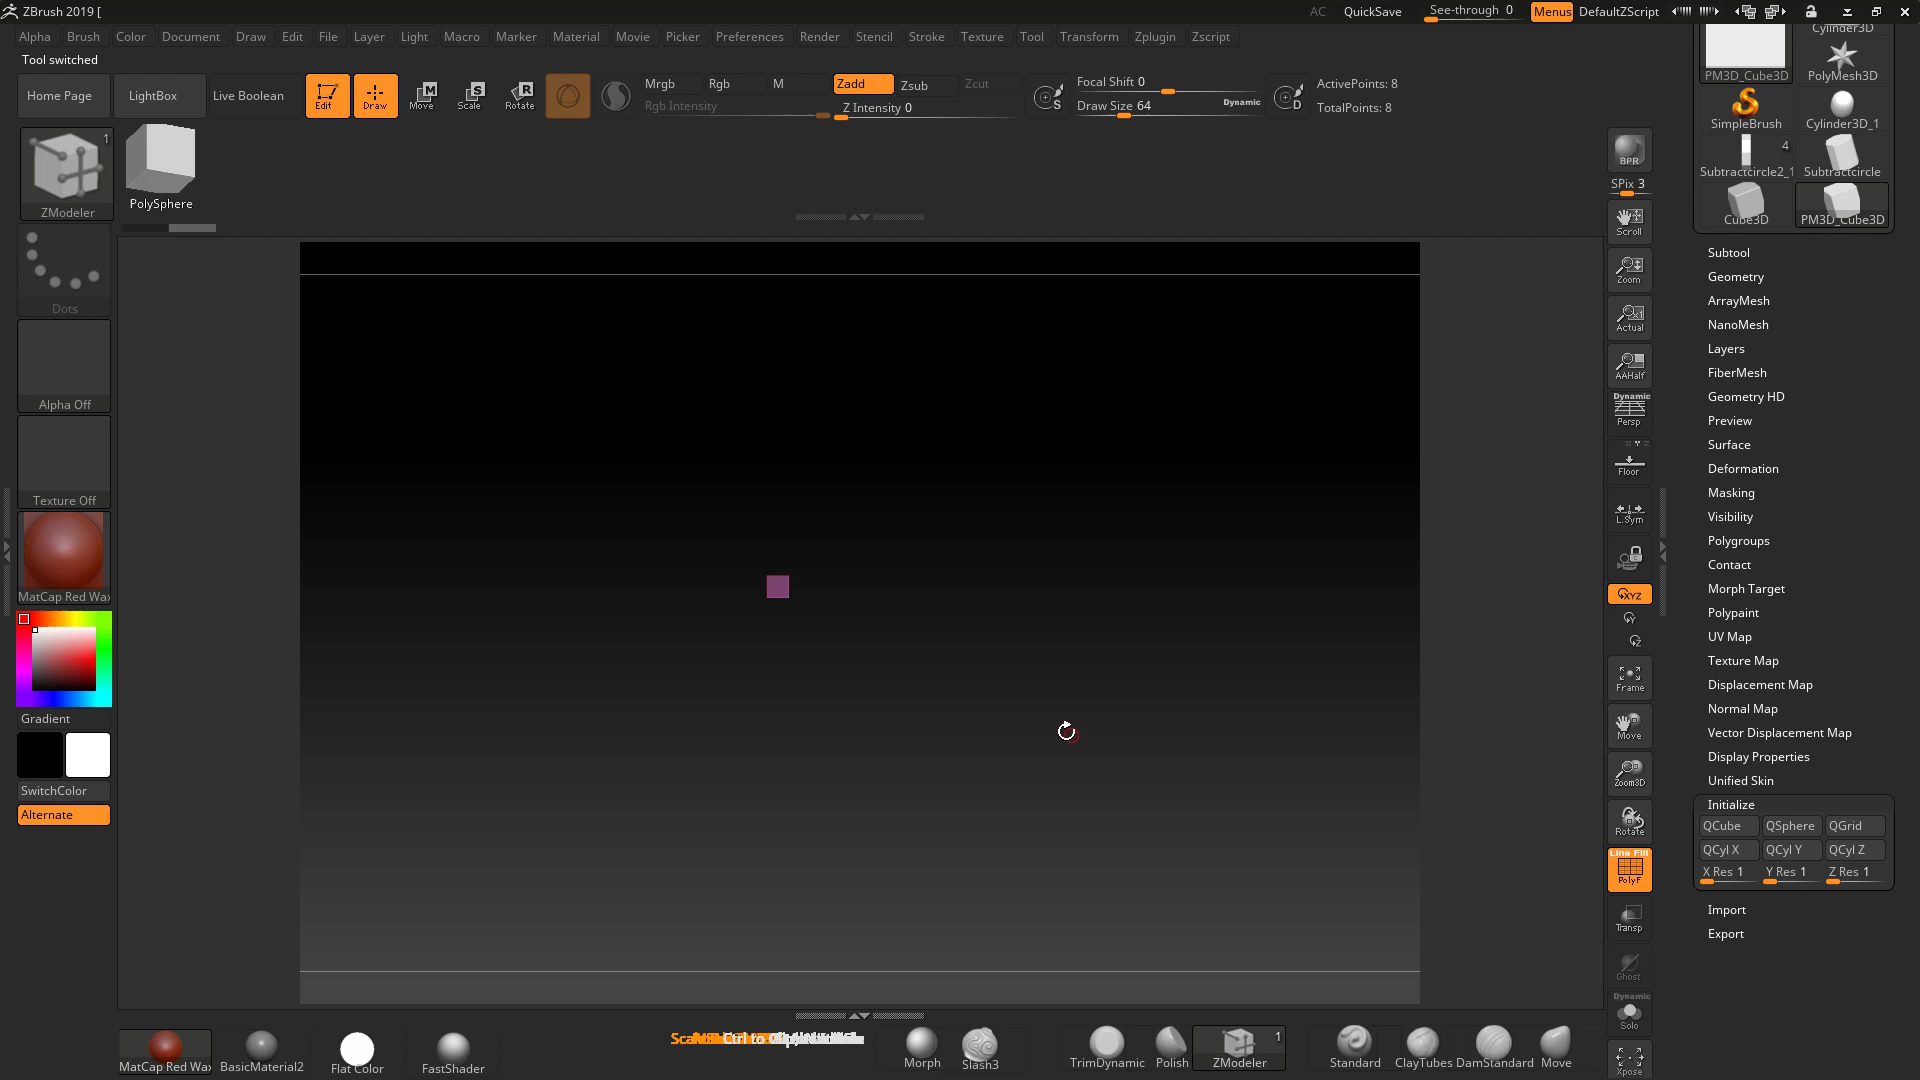 ZBrush 2019 [
AC QuickSave See-through 0 Menus DefaultZScript
Alpha Brush Color Document Draw Edit File Layer Light Macro Marker Material Movie Picker Preferences Render Stencil Stroke Texture Tool Transform Zplugin Zscript
Tool switched
Home Page LightBox Live Boolean Edit Draw Move Scale Rotate
Mrgb Rgb M Zadd Zsub Zcut
Rgb Intensity Z Intensity 0
Focal Shift 0
Draw Size 64 Dynamic
ActivePoints: 8
TotalPoints: 8
1
ZModeler
PolySphere
Dots
Alpha Off
Texture Off
MatCap Red Wax
Gradient
SwitchColor
Alternate
BPR
SPix 3
Scroll
Zoom
Actual
AAHalf
Dynamic
Persp
Floor
L.Sym
XYZ
Y
Z
Frame
Move
Zoom3D
Rotate
Line Fill
PolyF
Transp
Ghost
Dynamic
Solo
Xpose
Cylinder3D
PM3D_Cube3D PolyMesh3D
SimpleBrush Cylinder3D_1
4
Subtractcircle2_1 Subtractcircle
Cube3D PM3D_Cube3D
Subtool
Geometry
ArrayMesh
NanoMesh
Layers
FiberMesh
Geometry HD
Preview
Surface
Deformation
Masking
Visibility
Polygroups
Contact
Morph Target
Polypaint
UV Map
Texture Map
Displacement Map
Normal Map
Vector Displacement Map
Display Properties
Unified Skin
Initialize
QCube QSphere QGrid
QCyl X QCyl Y QCyl Z
X Res 1 Y Res 1 Z Res 1
Import
Export
MatCap Red Wax BasicMaterial2 Flat Color FastShader
Ctrl to
Morph Slash3 TrimDynamic Polish ZModeler 1 Standard ClayTubes DamStandard Move